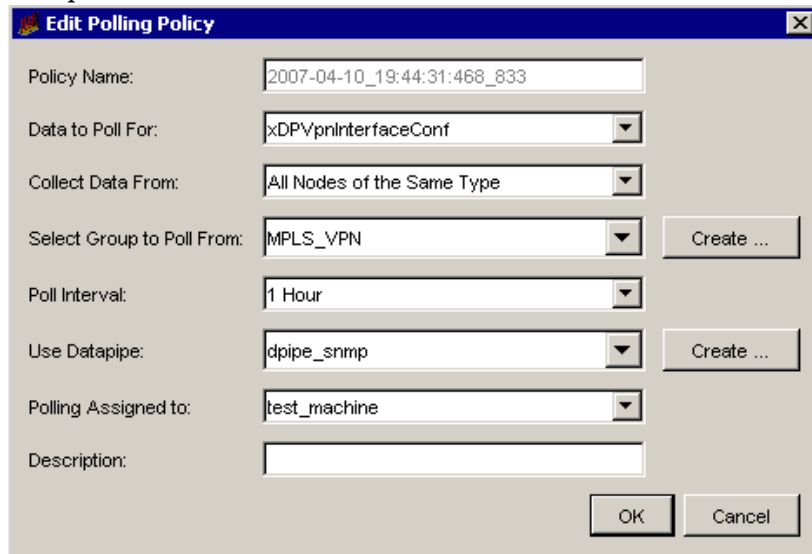 Edit Polling Policy
Policy Name: 2007-04-10_19:44:31:468_833
Data to Poll For: xDPVpnInterfaceConf
Collect Data From: All Nodes of the Same Type
Select Group to Poll From: MPLS_VPN Create ...
Poll Interval: 1 Hour
Use Datapipe: dpipe_snmp Create ...
Polling Assigned to: test_machine
Description:
OK Cancel